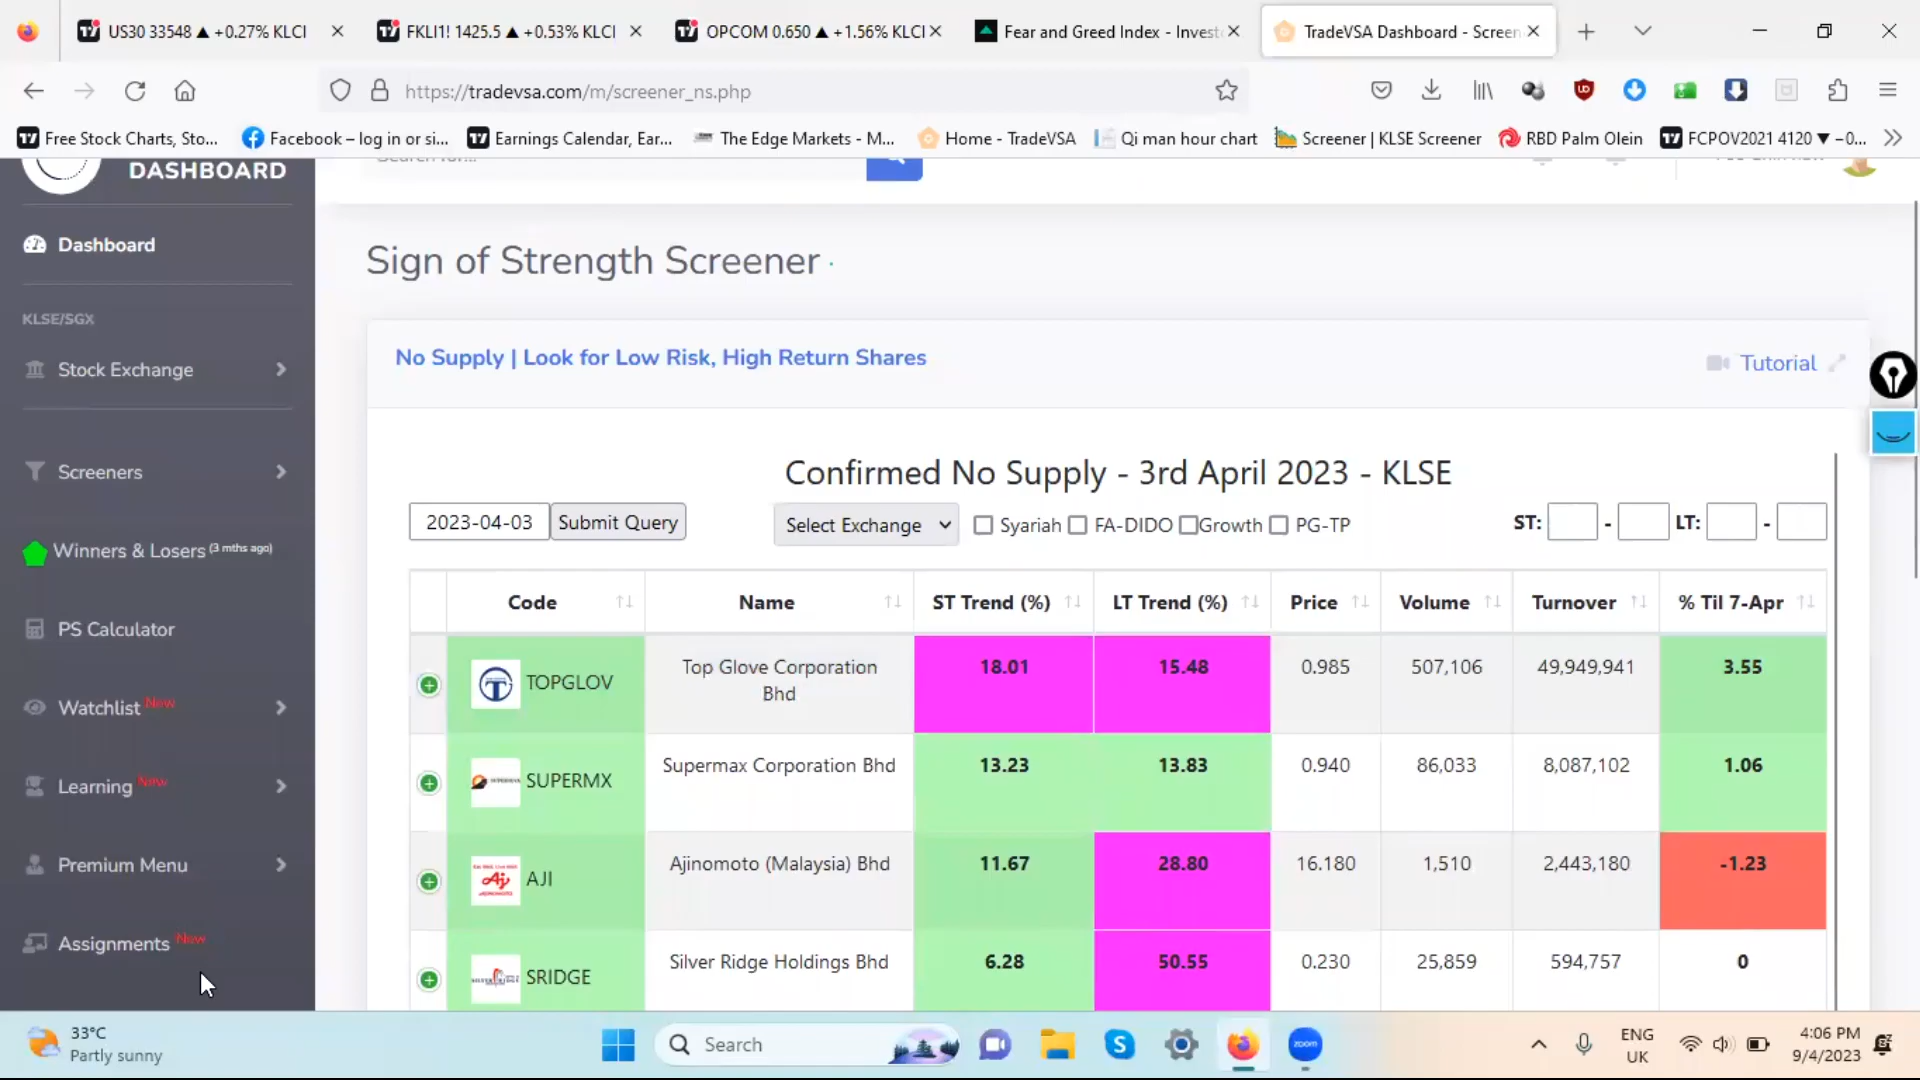 US30 33548 ▲ +0.27% KLCI
FKLI1! 1425.5 ▲ +0.53% KLCI
OPCOM 0.650 ▲ +1.56% KLCI
Fear and Greed Index - Invest
TradeVSA Dashboard - Screen
https://tradevsa.com/m/screener_ns.php
Free Stock Charts, Sto...
Facebook – log in or si...
Earnings Calendar, Ear...
The Edge Markets - M...
Home - TradeVSA
Qi man hour chart
Screener | KLSE Screener
RBD Palm Olein
FCPOV2021 4120 ▼ −0...
DASHBOARD
Dashboard
KLSE/SGX
Stock Exchange
Screeners
Winners & Losers (3 mths ago)
PS Calculator
Watchlist New
Learning New
Premium Menu
Assignments New
Sign of Strength Screener
No Supply | Look for Low Risk, High Return Shares
Tutorial
Confirmed No Supply - 3rd April 2023 - KLSE
2023-04-03 Submit Query Select Exchange Syariah FA-DIDO Growth PG-TP ST: - LT: -
Code Name ST Trend (%) LT Trend (%) Price Volume Turnover % Til 7-Apr
TOPGLOV Top Glove Corporation Bhd 18.01 15.48 0.985 507,106 49,949,941 3.55
SUPERMX Supermax Corporation Bhd 13.23 13.83 0.940 86,033 8,087,102 1.06
AJI Ajinomoto (Malaysia) Bhd 11.67 28.80 16.180 1,510 2,443,180 -1.23
SRIDGE Silver Ridge Holdings Bhd 6.28 50.55 0.230 25,859 594,757 0
33°C
Partly sunny
Search
zoom
ENG
UK
4:06 PM
9/4/2023